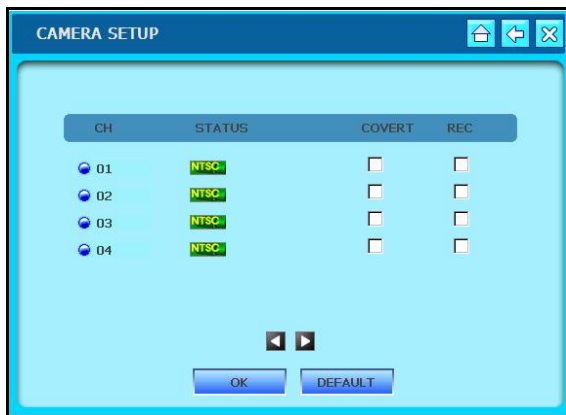 CAMERA SETUP
CH STATUS COVERT REC
01 NTSC
02 NTSC
03 NTSC
04 NTSC
OK DEFAULT